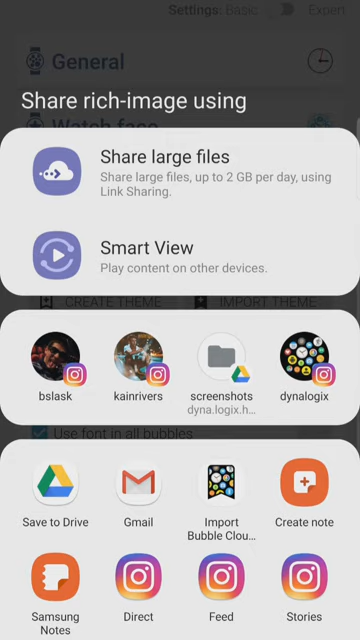 Settings: Basic Expert
General
Share rich-image using
Watch face
Share large files
Share large files, up to 2 GB per day, using
Link Sharing.
Smart View
Play content on other devices.
CREATE THEME IMPORT THEME
bslask kainrivers screenshots dynalogix
dyna.logix.h...
Use font in all bubbles
Save to Drive Gmail Import Create note
Bubble Clou...
Samsung Direct Feed Stories
Notes